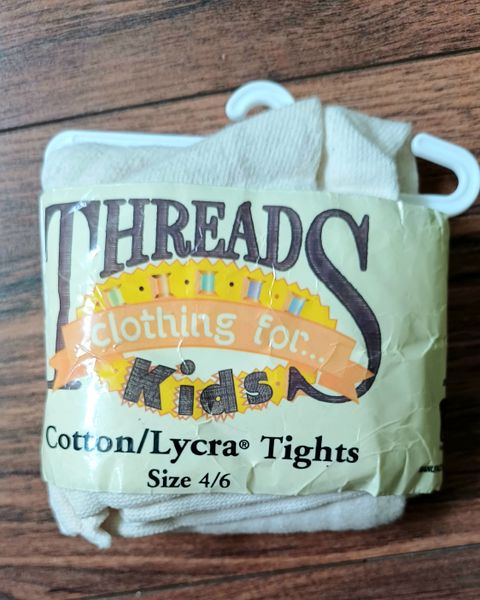 THREADS
clothing for...
Kids
Cotton/Lycra® Tights
Size 4/6